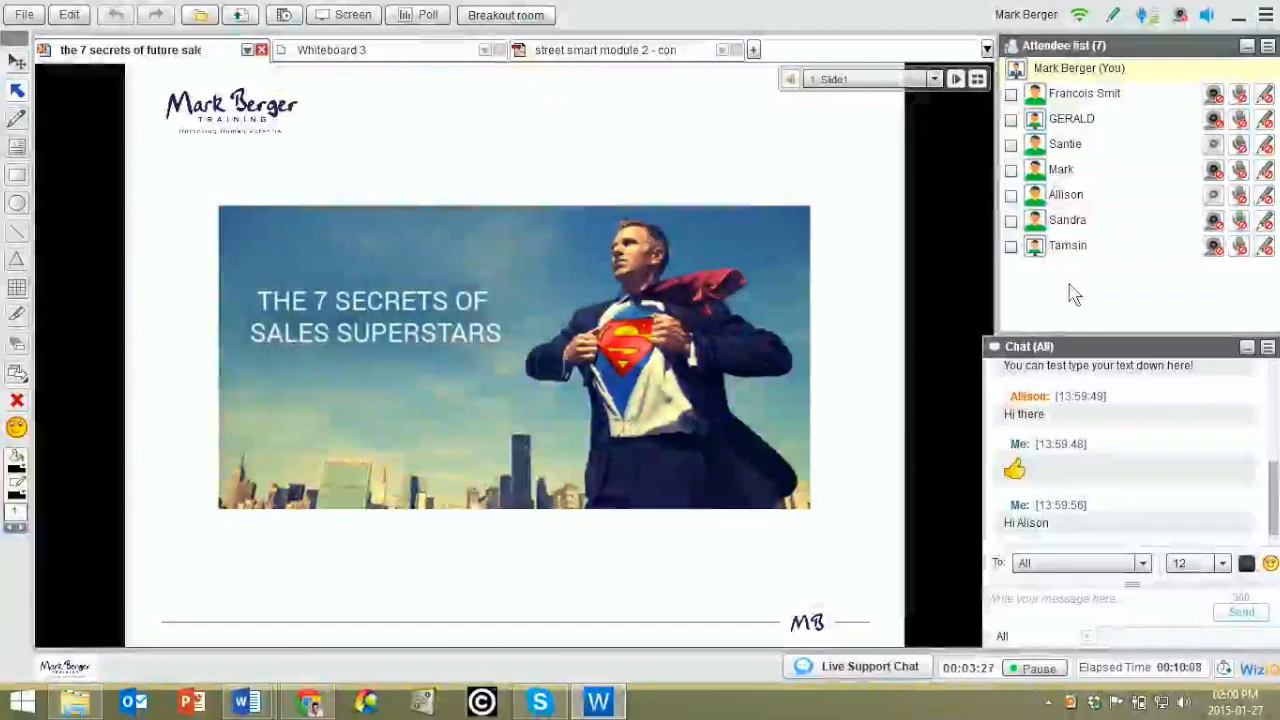 File
Edit
Screen
Poll
Breakout room
Mark Berger
the 7 secrets of future sale
Whiteboard 3
street smart module 2 - con
1 Slide1
Attendee list (7)
Mark Berger (You)
Francois Smit
GERALD
Santie
Mark
Allison
Sandra
Tamsin
Mark Berger
TRAINING
THE 7 SECRETS OF
SALES SUPERSTARS
MB
Chat (All)
You can test type your text down here!
Allison: [13:59:49]
Hi there
Me: [13:59:48]
Me: [13:59:56]
Hi Alison
To: All 12
Write your message here..
360
Send
All
1
Mark Berger
Live Support Chat
00:03:27
Pause
Elapsed Time 00:10:08
02:00 PM
2015-01-27